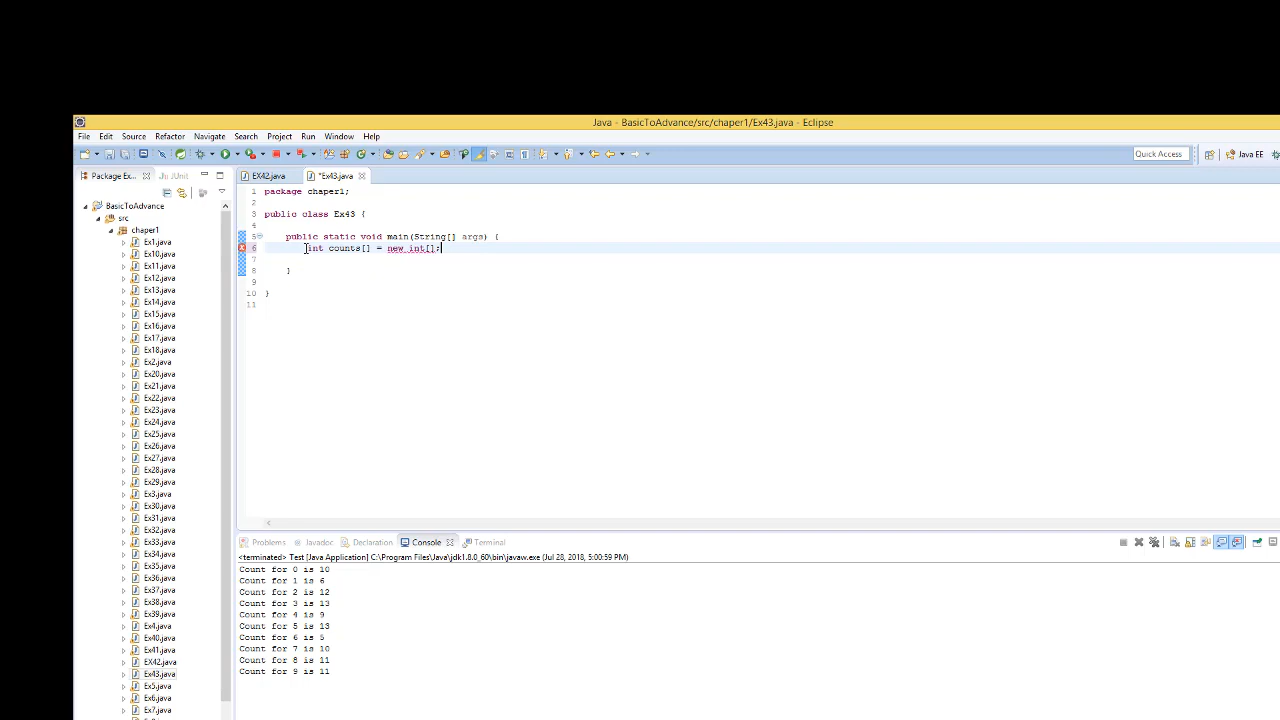 Java - BasicToAdvance/src/chaper1/Ex43.java - Eclipse
File Edit Source Refactor Navigate Search Project Run Window Help
Quick Access Java EE
Package Ex... JUnit EX42.java *Ex43.java
BasicToAdvance
src
chaper1
Ex1.java
Ex10.java
Ex11.java
Ex12.java
Ex13.java
Ex14.java
Ex15.java
Ex16.java
Ex17.java
Ex18.java
Ex2.java
Ex20.java
Ex21.java
Ex22.java
Ex23.java
Ex24.java
Ex25.java
Ex26.java
Ex27.java
Ex28.java
Ex29.java
Ex3.java
Ex30.java
Ex31.java
Ex32.java
Ex33.java
Ex34.java
Ex35.java
Ex36.java
Ex37.java
Ex38.java
Ex39.java
Ex4.java
Ex40.java
Ex41.java
EX42.java
Ex43.java
Ex5.java
Ex6.java
Ex7.java
1 package chaper1;
2
3 public class Ex43 {
4
5 public static void main(String[] args) {
6 int counts[] = new int[];
7
8 }
9
10 }
11
Problems Javadoc Declaration Console Terminal
<terminated> Test [Java Application] C:\Program Files\Java\jdk1.8.0_60\bin\javaw.exe (Jul 28, 2018, 5:00:59 PM)
Count for 0 is 10
Count for 1 is 6
Count for 2 is 12
Count for 3 is 13
Count for 4 is 9
Count for 5 is 13
Count for 6 is 5
Count for 7 is 10
Count for 8 is 11
Count for 9 is 11